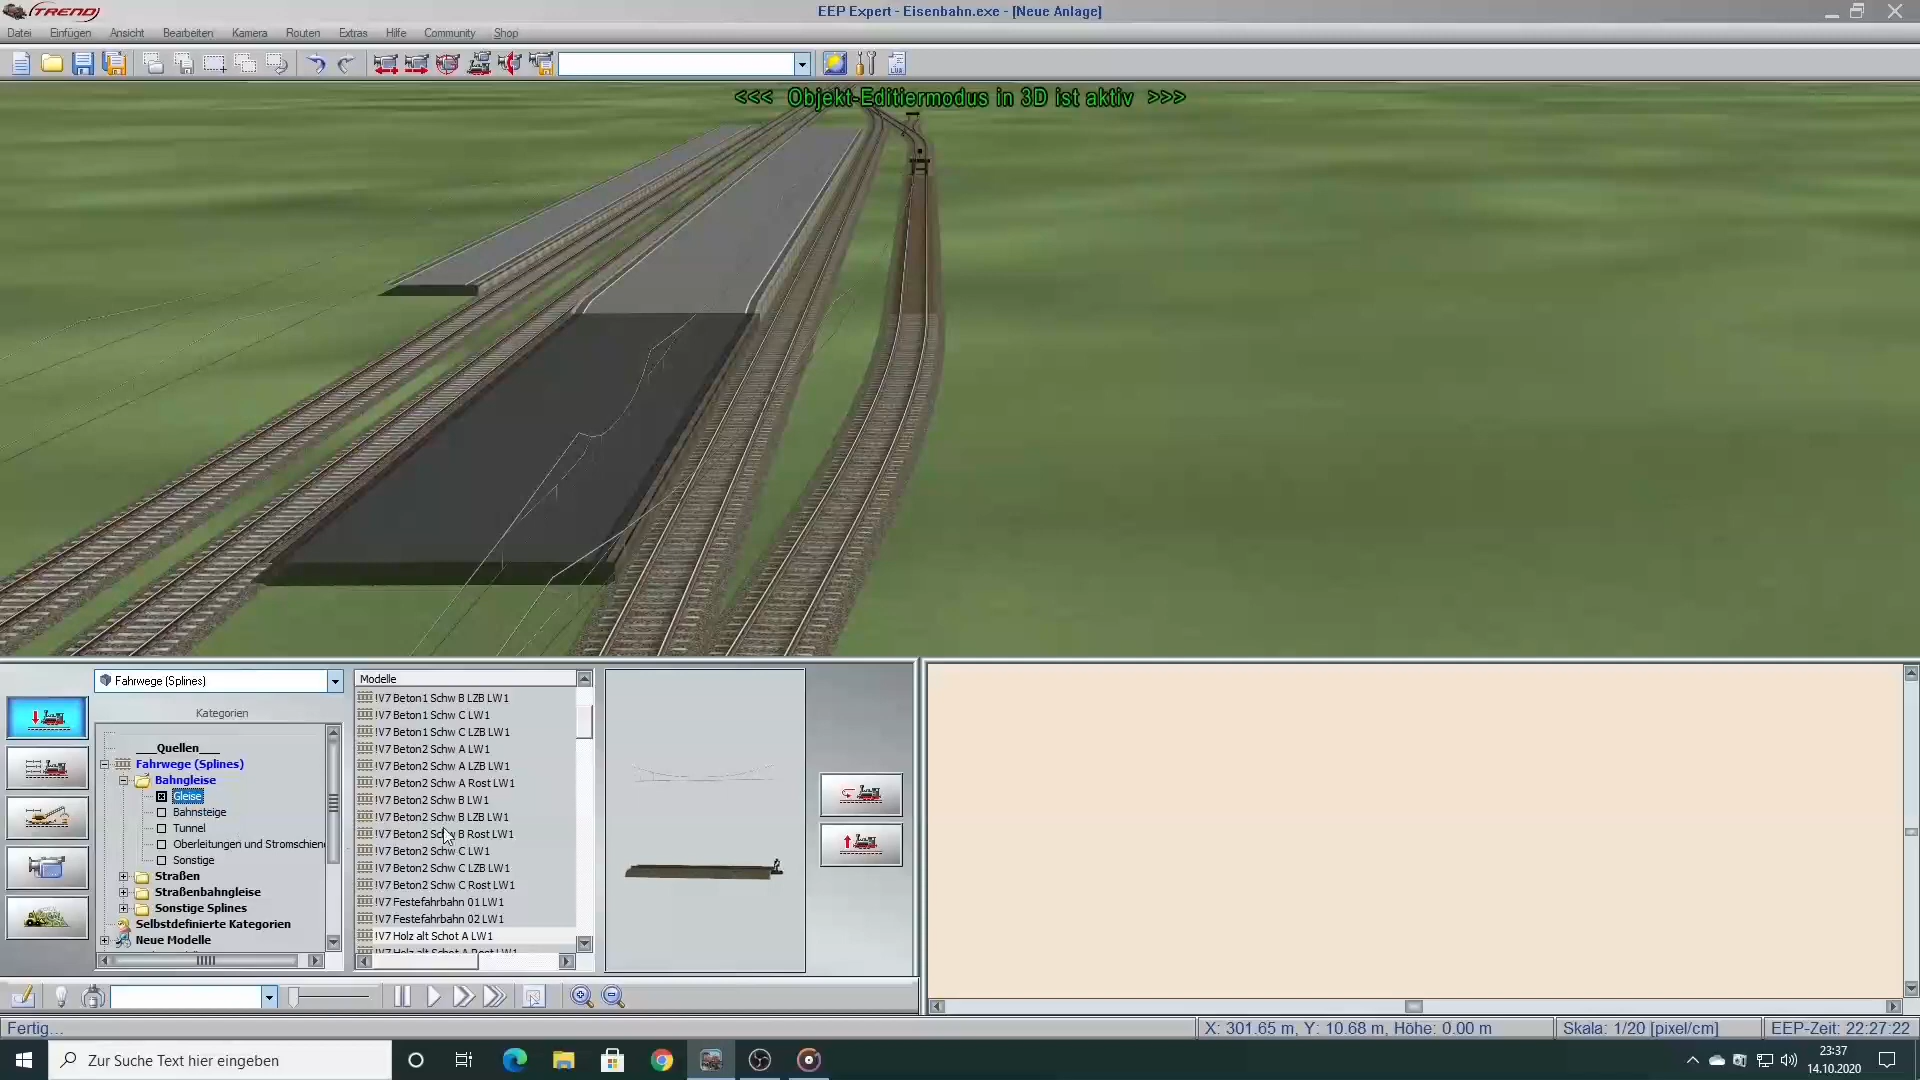 TREND
EEP Expert - Eisenbahn.exe - [Neue Anlage]
Datei Einfügen Ansicht Bearbeiten Kamera Routen Extras Hilfe Community Shop
LUA
<<< Objekt-Editiermodus in 3D ist aktiv >>>
Fahrwege (Splines)
Kategorien
___Quellen___
Fahrwege (Splines)
Bahngleise
Gleise
Bahnsteige
Tunnel
Oberleitungen und Stromschien
Sonstige
Straßen
Straßenbahngleise
Sonstige Splines
Selbstdefinierte Kategorien
Neue Modelle
Modelle
!V7 Beton1 Schw B LZB LW1
!V7 Beton1 Schw C LW1
!V7 Beton1 Schw C LZB LW1
!V7 Beton2 Schw A LW1
!V7 Beton2 Schw A LZB LW1
!V7 Beton2 Schw A Rost LW1
!V7 Beton2 Schw B LW1
!V7 Beton2 Schw B LZB LW1
!V7 Beton2 Schw B Rost LW1
!V7 Beton2 Schw C LW1
!V7 Beton2 Schw C LZB LW1
!V7 Beton2 Schw C Rost LW1
!V7 Festefahrbahn 01 LW1
!V7 Festefahrbahn 02 LW1
!V7 Holz alt Schot A LW1
!V7 Holz alt Schot A Rost LW1
Fertig...
X: 301.65 m, Y: 10.68 m, Höhe: 0.00 m
Skala: 1/20 [pixel/cm]
EEP-Zeit: 22:27:22
Zur Suche Text hier eingeben
23:37
14.10.2020